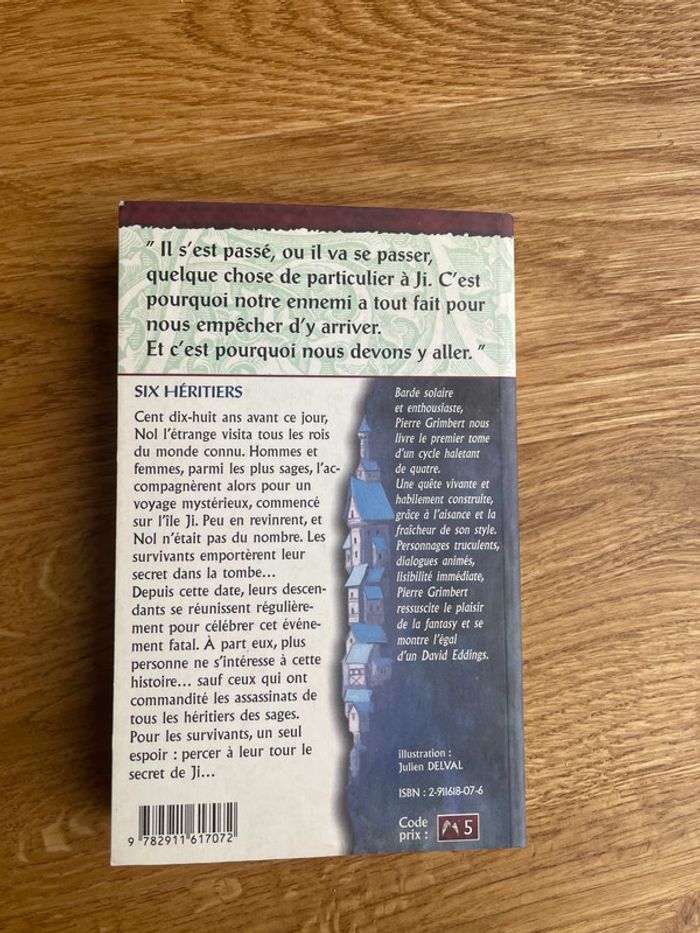 " Il s'est passé, ou il va se passer,
quelque chose de particulier à Ji. C'est
pourquoi notre ennemi a tout fait pour
nous empêcher d'y arriver.
Et c'est pourquoi nous devons y aller. "
SIX HÉRITIERS
Cent dix-huit ans avant ce jour,
Nol l'étrange visita tous les rois
du monde connu. Hommes et
femmes, parmi les plus sages, l'ac-
compagnèrent alors pour un
voyage mystérieux, commencé
sur l'île Ji. Peu en revinrent, et
Nol n'était pas du nombre. Les
survivants emportèrent leur
secret dans la tombe...
Depuis cette date, leurs descen-
dants se réunissent régulière-
ment pour célébrer cet événe-
ment fatal. À part eux, plus
personne ne s'intéresse à cette
histoire... sauf ceux qui ont
commandité les assassinats de
tous les héritiers des sages.
Pour les survivants, un seul
espoir : percer à leur tour le
secret de Ji...
9 782911 617072
Barde solaire
et enthousiaste,
Pierre Grimbert nous
livre le premier tome
d'un cycle haletant
de quatre.
Une quête vivante et
habilement construite,
grâce à l'aisance et la
fraîcheur de son style.
Personnages truculents,
dialogues animés,
lisibilité immédiate,
Pierre Grimbert
ressuscite le plaisir
de la fantasy et se
montre l'égal
d'un David Eddings.
illustration :
Julien DELVAL
ISBN : 2-911618-07-6
Code
prix : 5